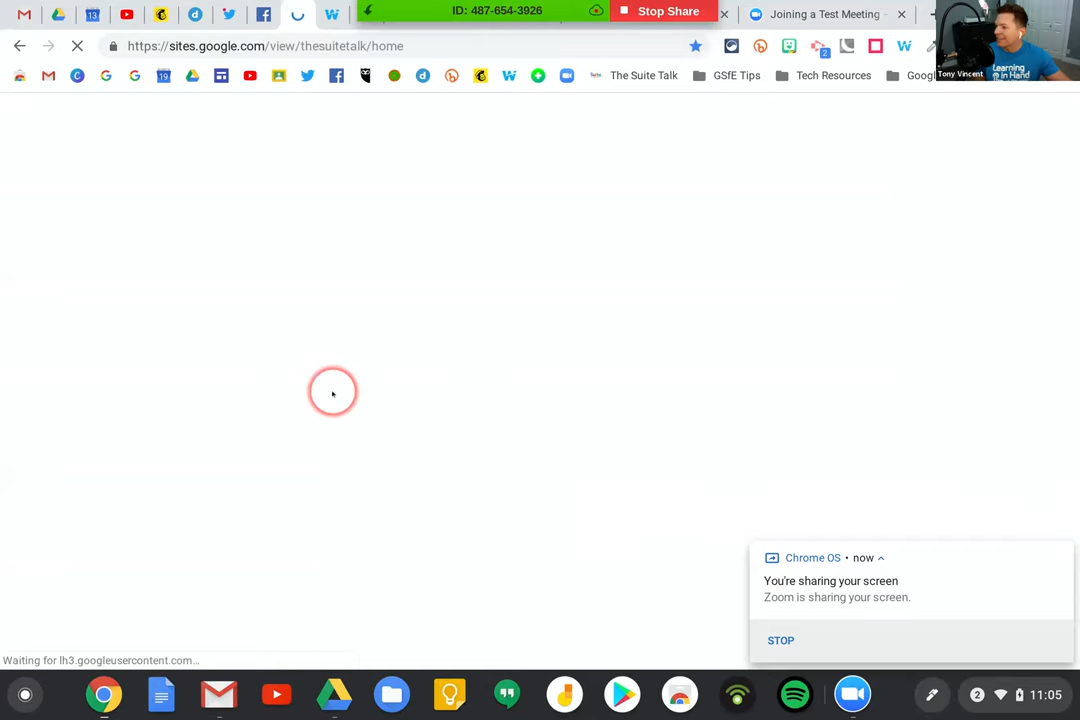 ID: 487-654-3926
Stop Share
Joining a Test Meeting -
https://sites.google.com/view/thesuitetalk/home
2
The Suite Talk
GSfE Tips
Tech Resources
Googl
Learning
in Hand
Tony Vincent
Chrome OS • now
You're sharing your screen
Zoom is sharing your screen.
STOP
Waiting for lh3.googleusercontent.com...
2
11:05